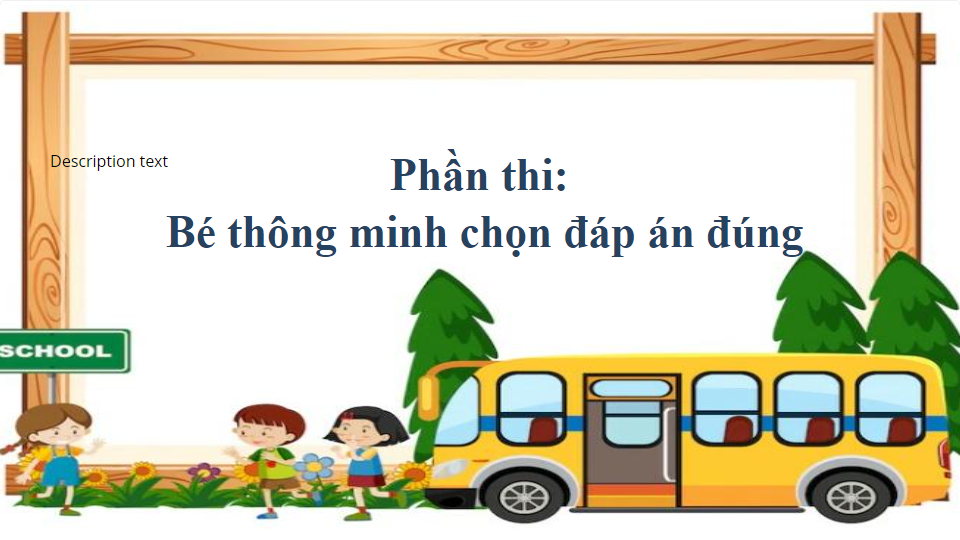 Description text
Phần thi:
Bé thông minh chọn đáp án đúng
SCHOOL